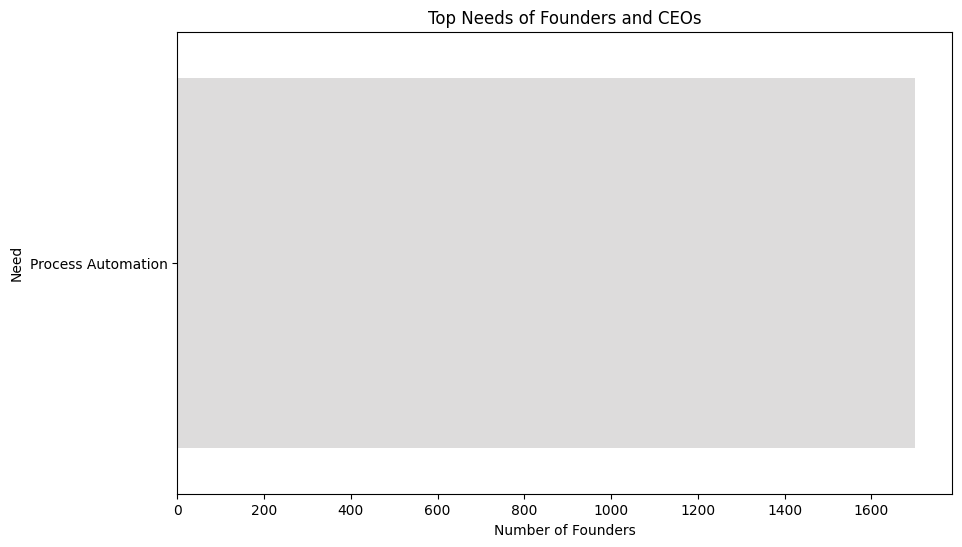 Top Needs of Founders and CEOs
Need
Process Automation
0 200 400 600 800 1000 1200 1400 1600
Number of Founders